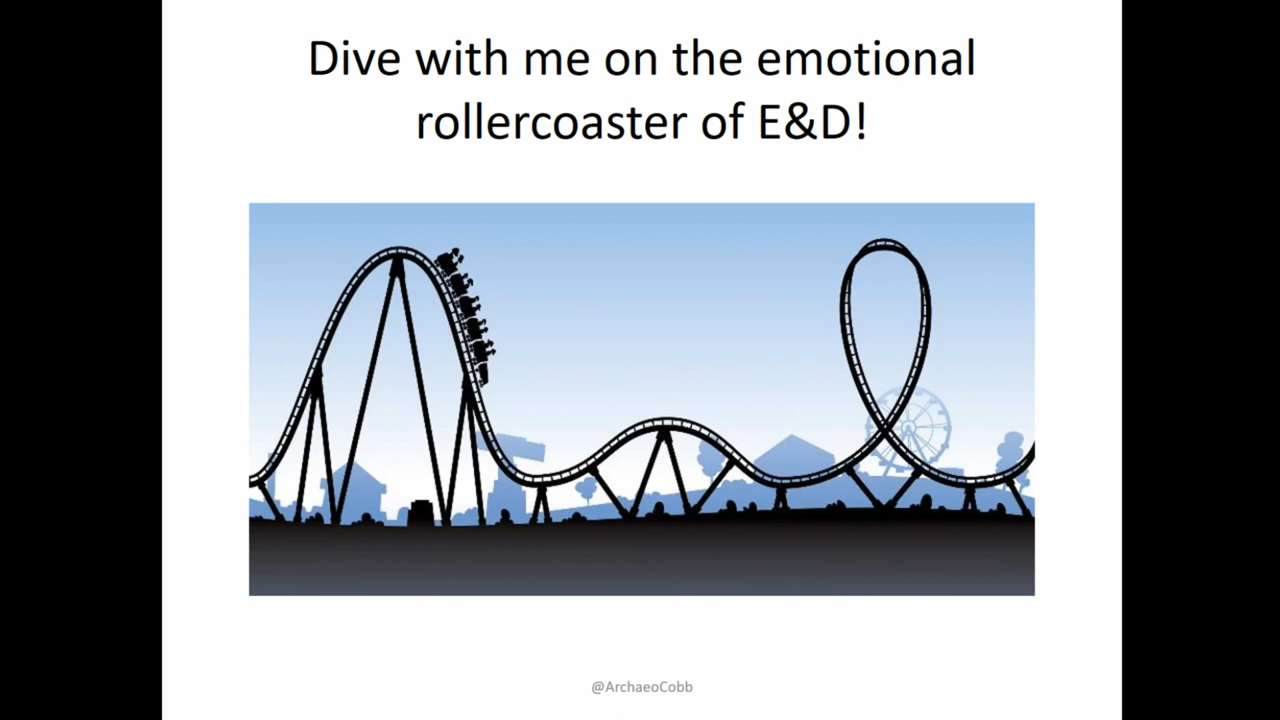 Dive with me on the emotional
rollercoaster of E&D!
@ArchaeoCobb